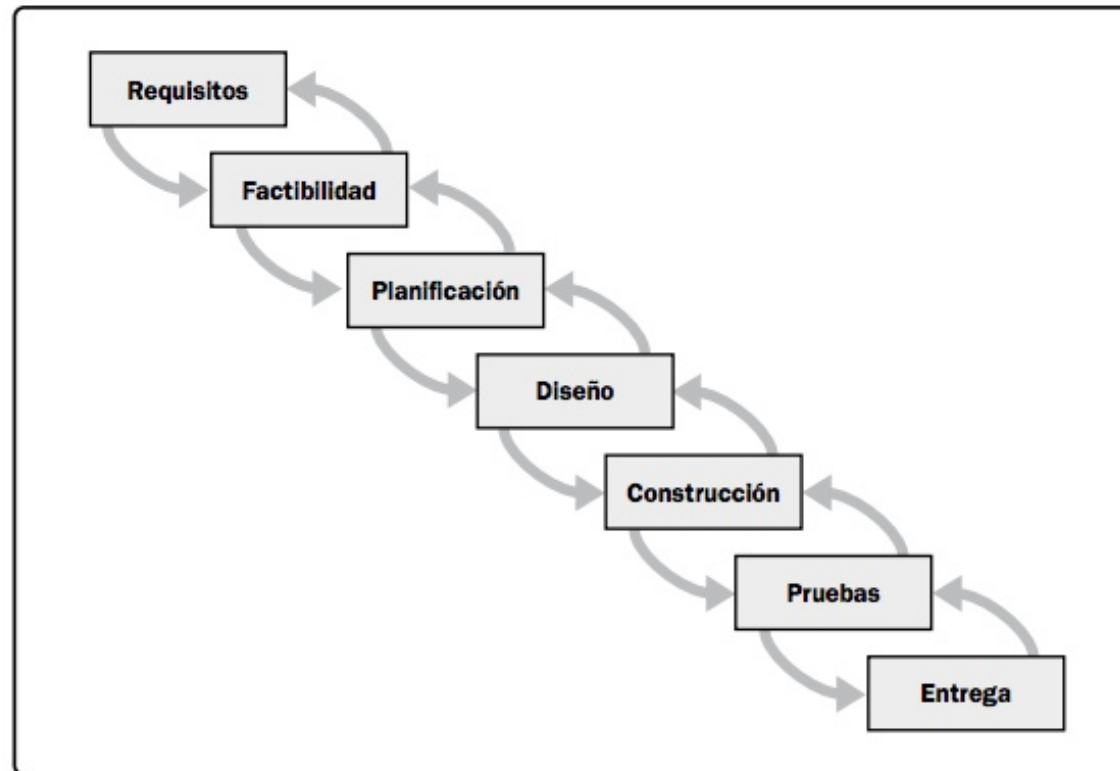 Requisitos
Factibilidad
Planificación
Diseño
Construcción
Pruebas
Entrega